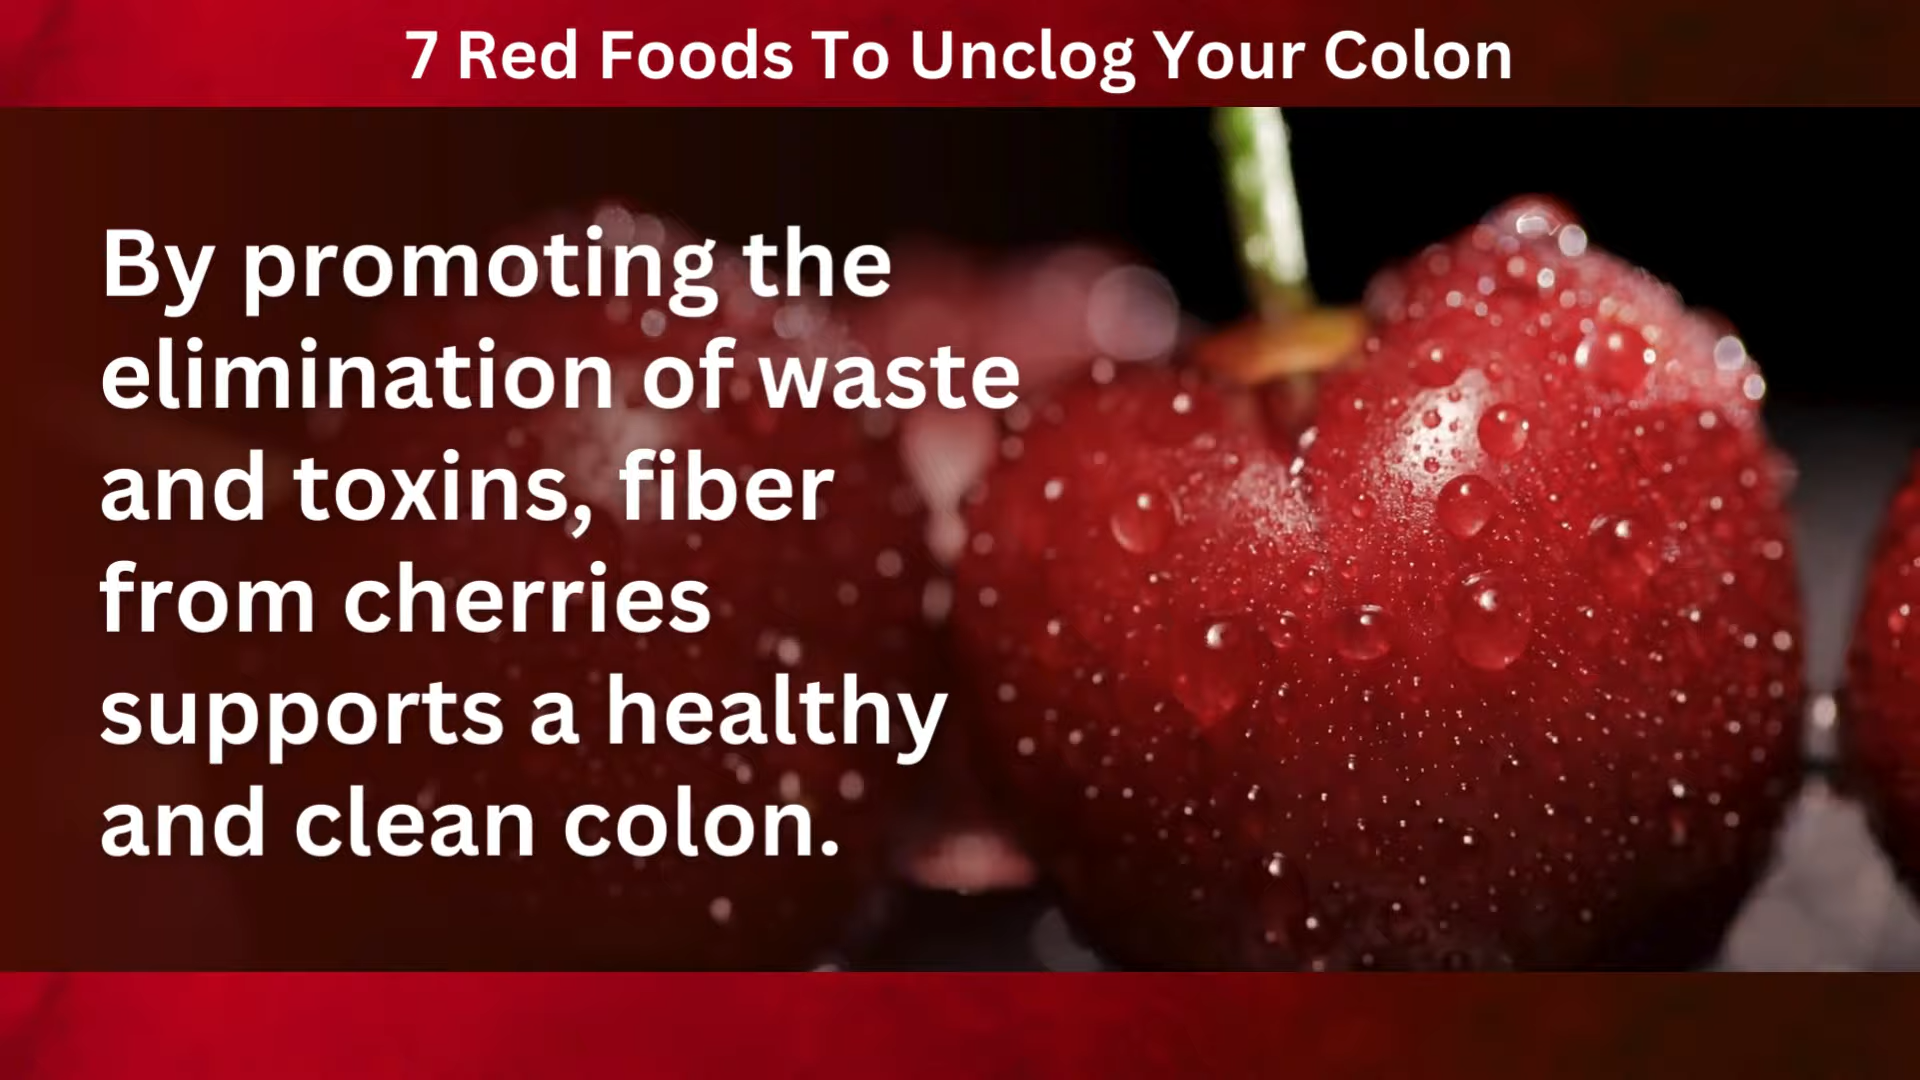 7 Red Foods To Unclog Your Colon
By promoting the
elimination of waste
and toxins, fiber
from cherries
supports a healthy
and clean colon.